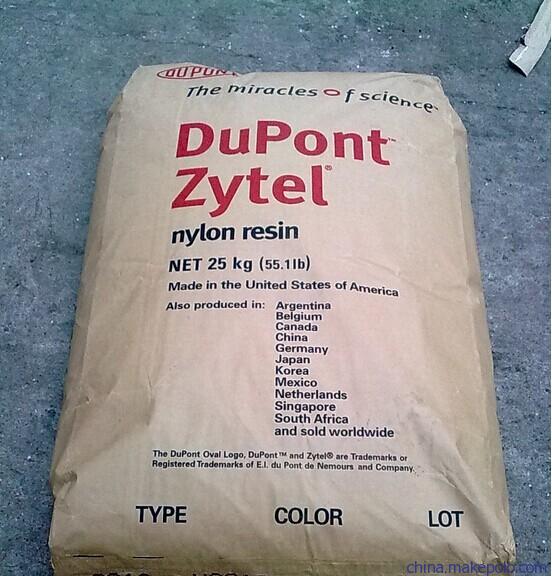 DUPONT
The miracles of science™
DuPont™
Zytel®
nylon resin
NET 25 kg (55.1lb)
Made in the United States of America
Also produced in: Argentina
Belgium
Canada
China
Germany
Japan
Korea
Mexico
Netherlands
Singapore
South Africa
and sold worldwide
The DuPont Oval Logo, DuPont™ and Zytel® are Trademarks or
Registered Trademarks of E.I. du Pont de Nemours and Company.
TYPE COLOR LOT
china.makepolo.com